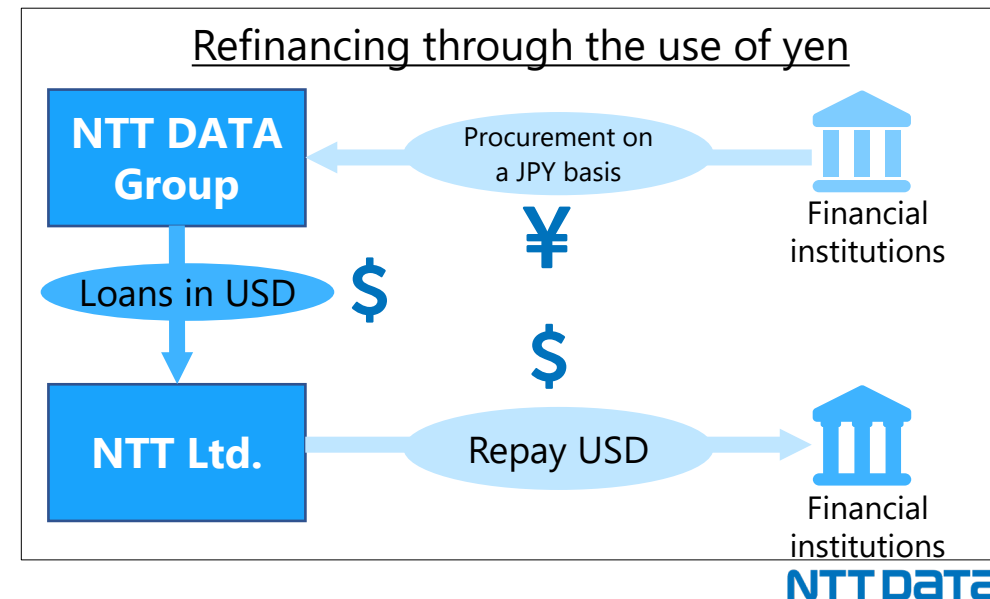 Refinancing through the use of yen
NTT DATA
Group
Procurement on
a JPY basis
Financial
institutions
¥
Loans in USD
$
$
NTT Ltd.
Repay USD
Financial
institutions
NTT DATA